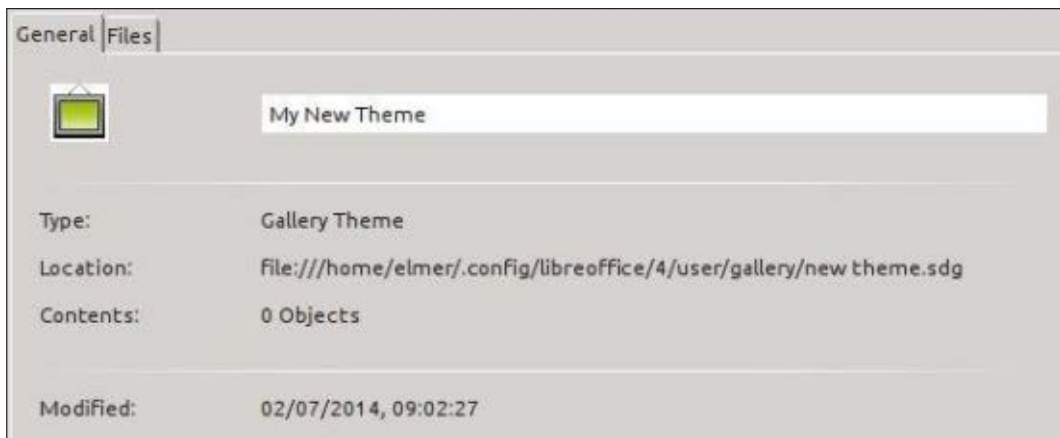 General Files
My New Theme
Type: Gallery Theme
Location: file:///home/elmer/.config/libreoffice/4/user/gallery/new theme.sdg
Contents: 0 Objects
Modified: 02/07/2014, 09:02:27